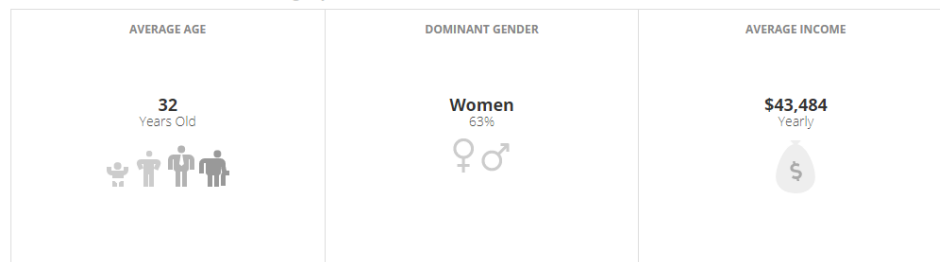 AVERAGE AGE
DOMINANT GENDER
AVERAGE INCOME
32
Years Old
Women
63%
$43,484
Yearly
$